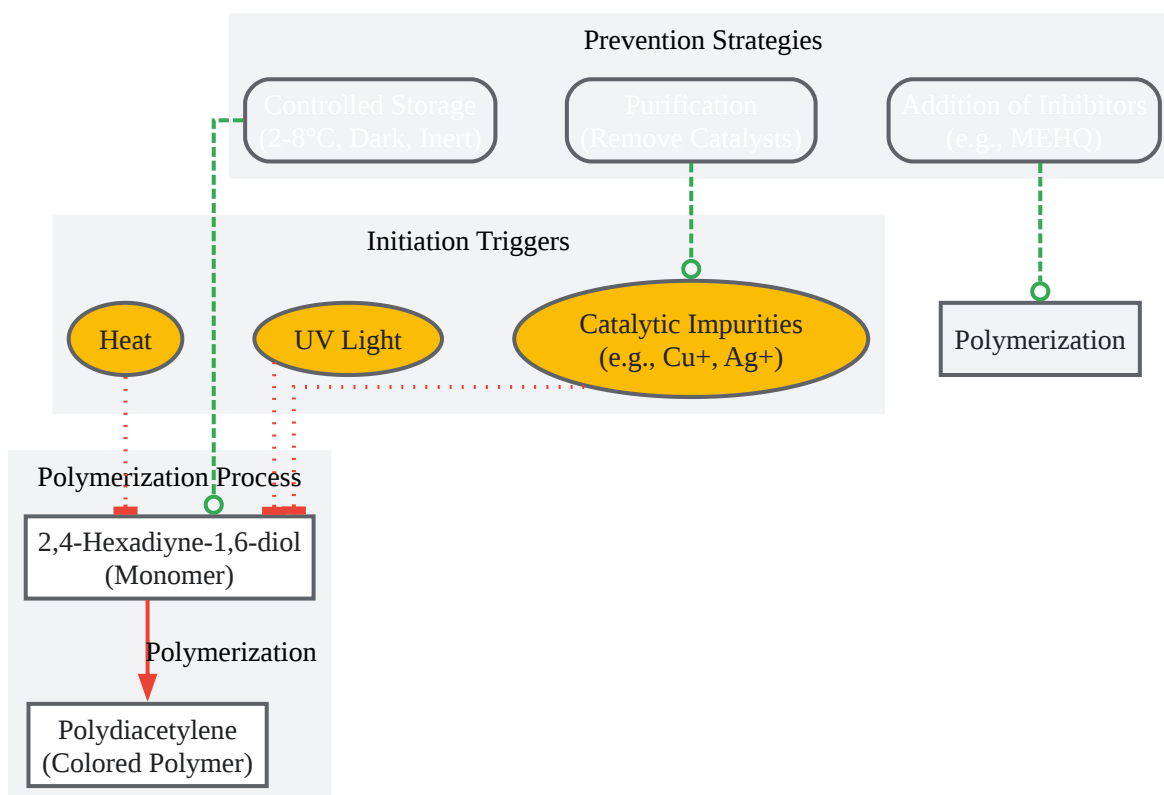 Prevention Strategies
Controlled Storage
(2-8°C, Dark, Inert)
Purification
(Remove Catalysts)
Addition of Inhibitors
(e.g., MEHQ)
Initiation Triggers
Heat
UV Light
Catalytic Impurities
(e.g., Cu+, Ag+)
Polymerization
Polymerization Process
2,4-Hexadiyne-1,6-diol
(Monomer)
Polymerization
Polydiacetylene
(Colored Polymer)